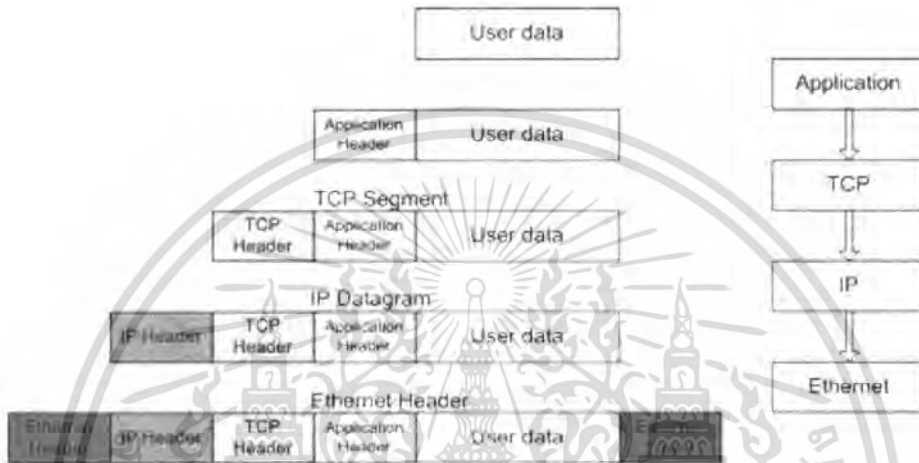 User data
Application
Application Header
User data
TCP Segment
TCP
TCP Header
Application Header
User data
IP Datagram
IP
IP Header
TCP Header
Application Header
User data
Ethernet
Ethernet Header
Ethernet Header
IP Header
TCP Header
Application Header
User data